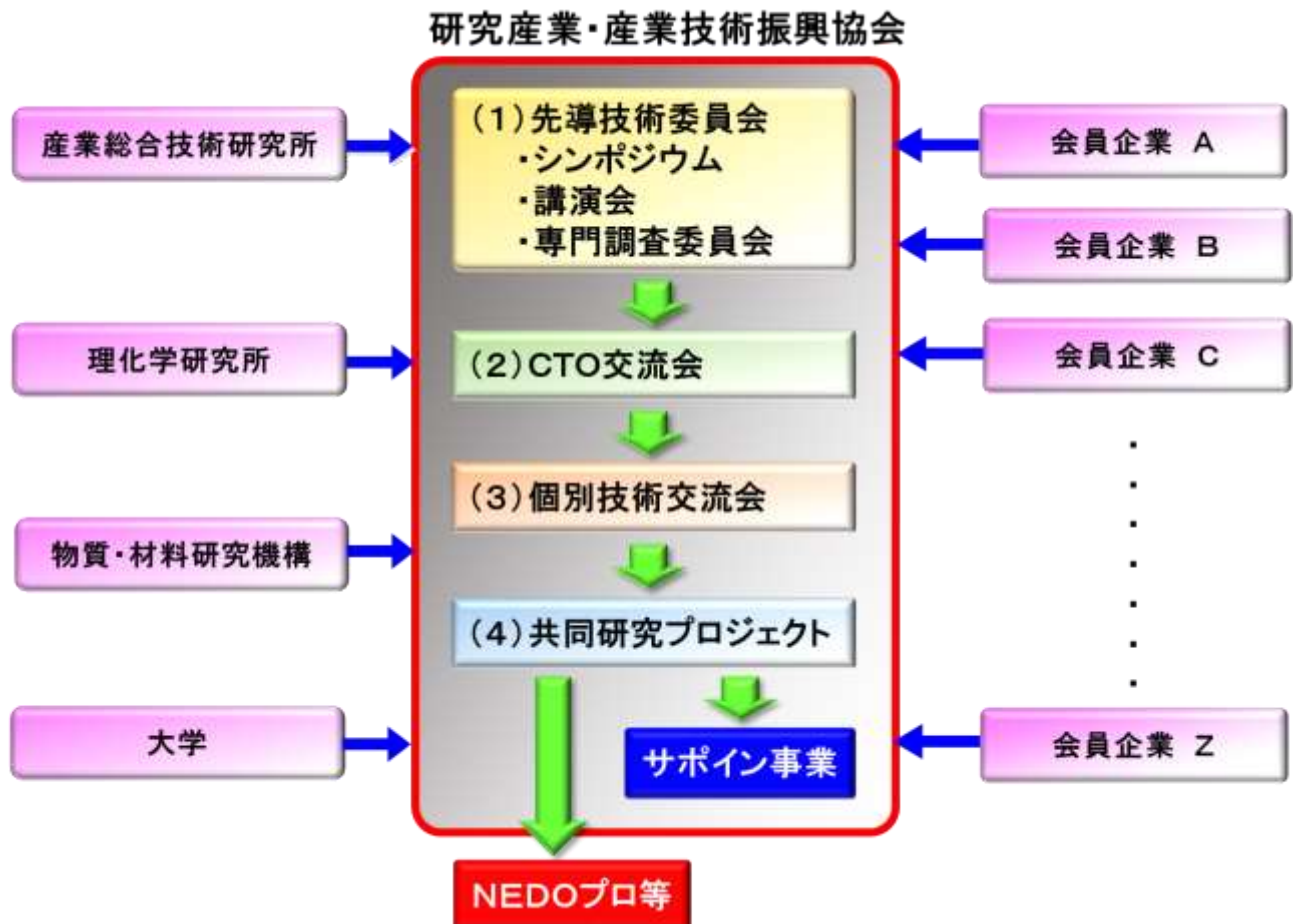 研究産業・産業技術振興協会
(1)先導技術委員会
・シンポジウム
・講演会
・専門調査委員会
(2)CTO交流会
(3)個別技術交流会
(4)共同研究プロジェクト
サポイン事業
NEDOプロ等
産業総合技術研究所
理化学研究所
物質・材料研究機構
大学
会員企業 A
会員企業 B
会員企業 C
会員企業 Z